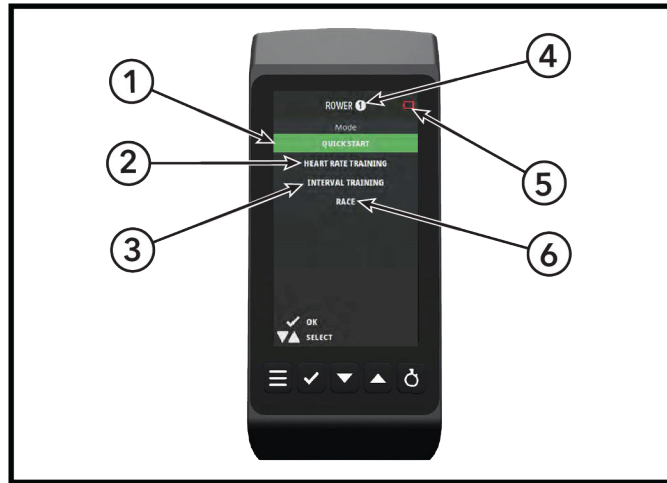 1
4
ROWER 1
Mode
QUICK START
2
HEART RATE TRAINING
5
INTERVAL TRAINING
RACE
3
6
OK
SELECT